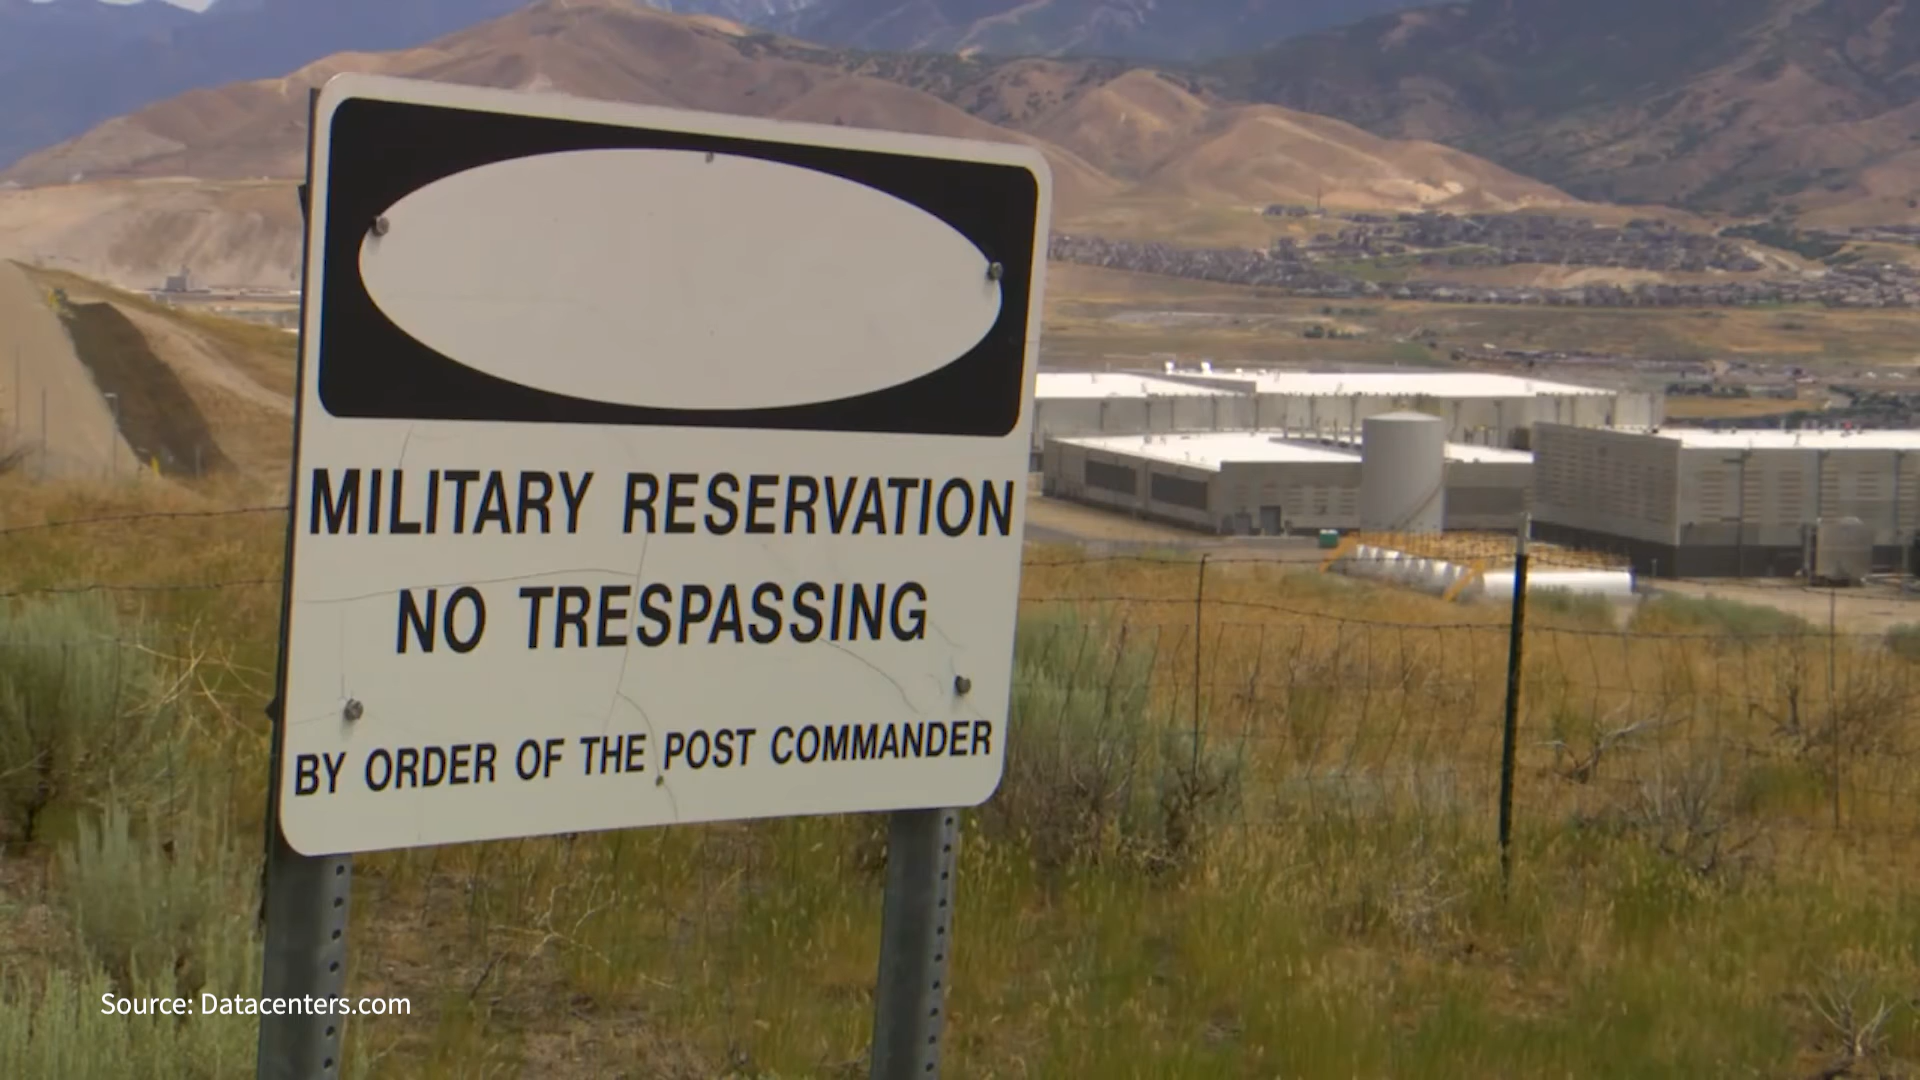 MILITARY RESERVATION
NO TRESPASSING
BY ORDER OF THE POST COMMANDER
Source: Datacenters.com